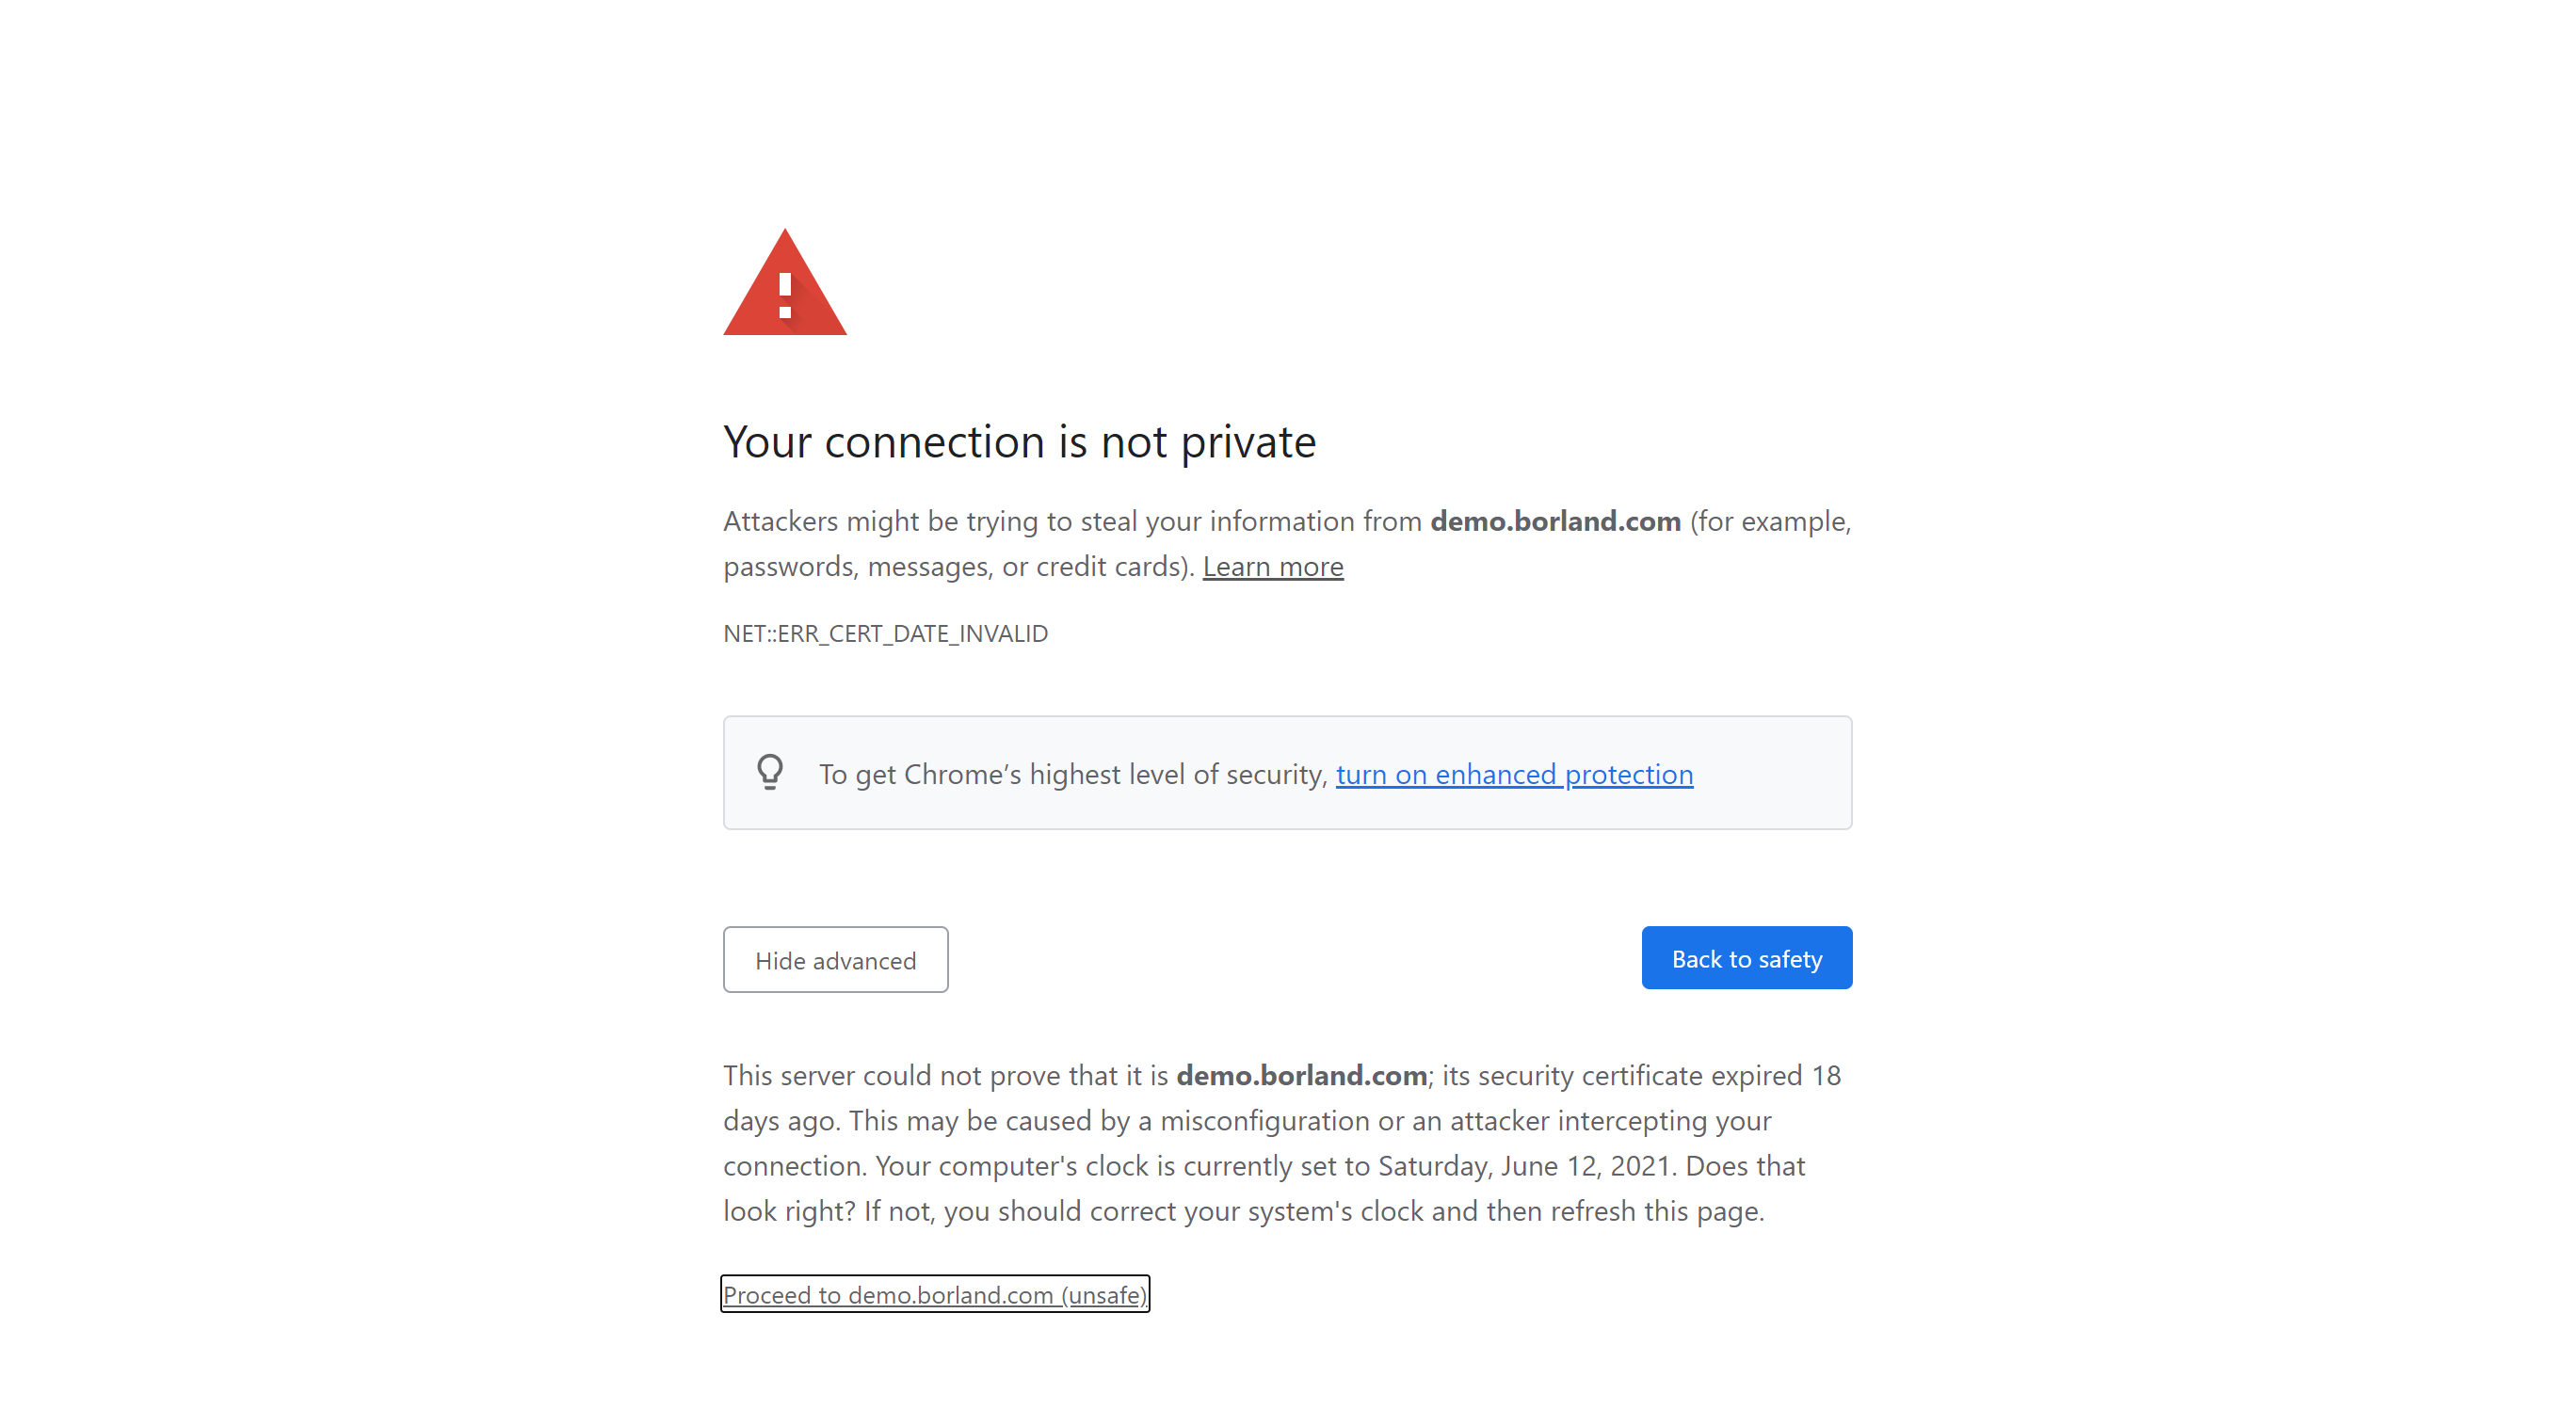 Your connection is not private
Attackers might be trying to steal your information from demo.borland.com (for example,
passwords, messages, or credit cards). Learn more
NET::ERR_CERT_DATE_INVALID
To get Chrome’s highest level of security, turn on enhanced protection
Hide advanced
Back to safety
This server could not prove that it is demo.borland.com; its security certificate expired 18
days ago. This may be caused by a misconfiguration or an attacker intercepting your
connection. Your computer's clock is currently set to Saturday, June 12, 2021. Does that
look right? If not, you should correct your system's clock and then refresh this page.
Proceed to demo.borland.com (unsafe)